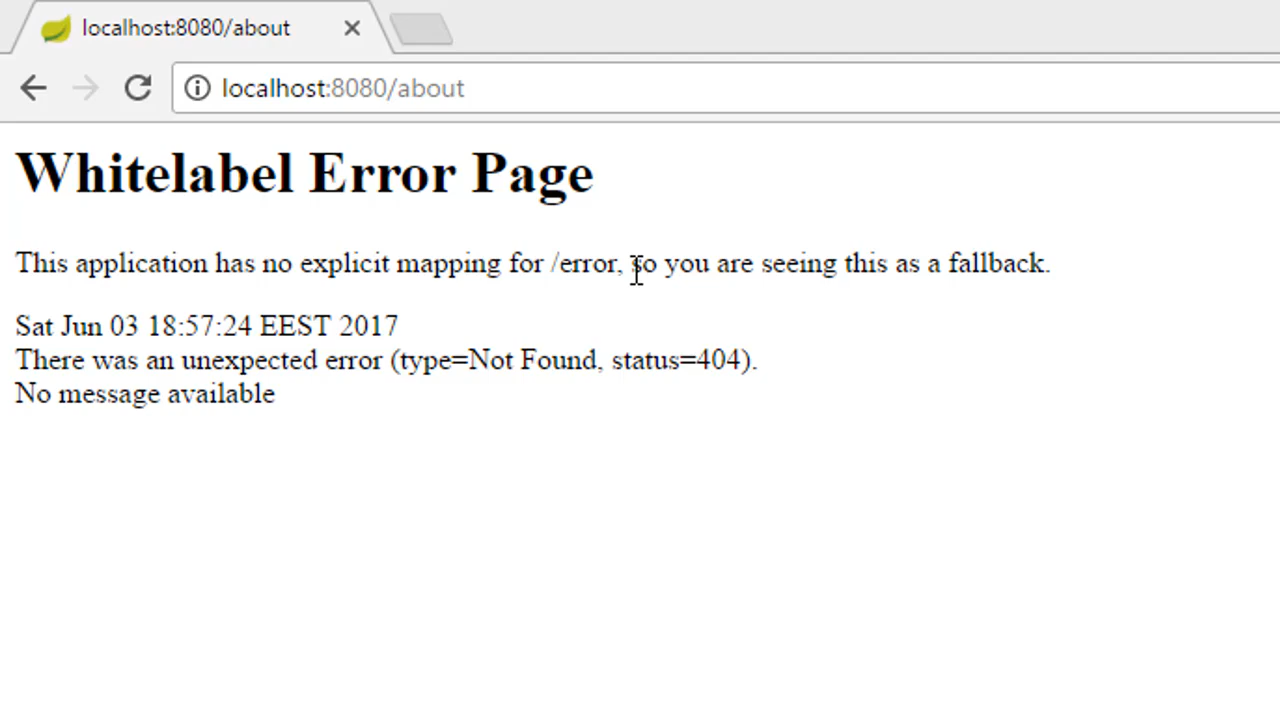 localhost:8080/about
localhost:8080/about
Whitelabel Error Page
This application has no explicit mapping for /error, so you are seeing this as a fallback.
Sat Jun 03 18:57:24 EEST 2017
There was an unexpected error (type=Not Found, status=404).
No message available